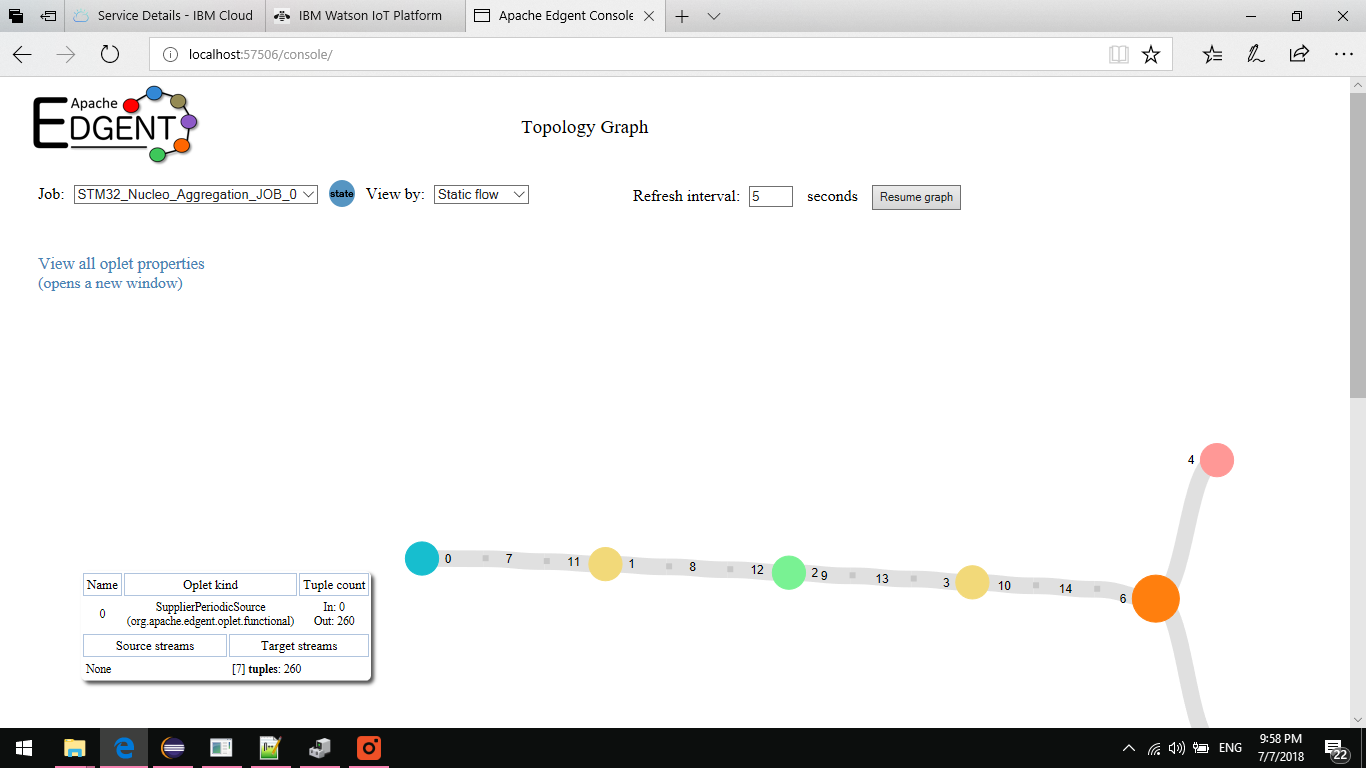 Service Details - IBM Cloud
IBM Watson IoT Platform
Apache Edgent Console
localhost:57506/console/
Apache
EDGENT
Topology Graph
Job: STM32_Nucleo_Aggregation_JOB_0 state View by: Static flow Refresh interval: 5 seconds Resume graph
View all oplet properties
(opens a new window)
4
0 7 11 1 8 12 2 9 13 3 10 14 6
Name Oplet kind Tuple count
0 SupplierPeriodicSource In: 0
(org.apache.edgent.oplet.functional) Out: 260
Source streams Target streams
None [7] tuples: 260
ENG
9:58 PM
7/7/2018
22